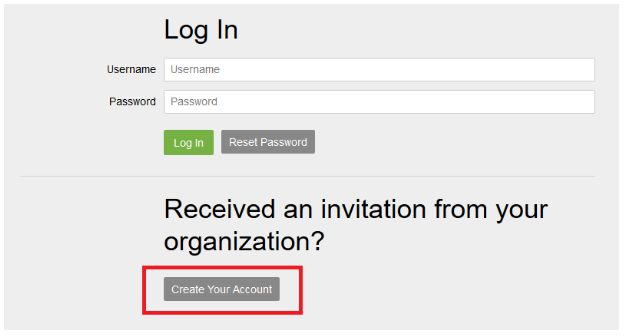 Log In
Username Username
Password Password
Log In Reset Password
Received an invitation from your
organization?
Create Your Account